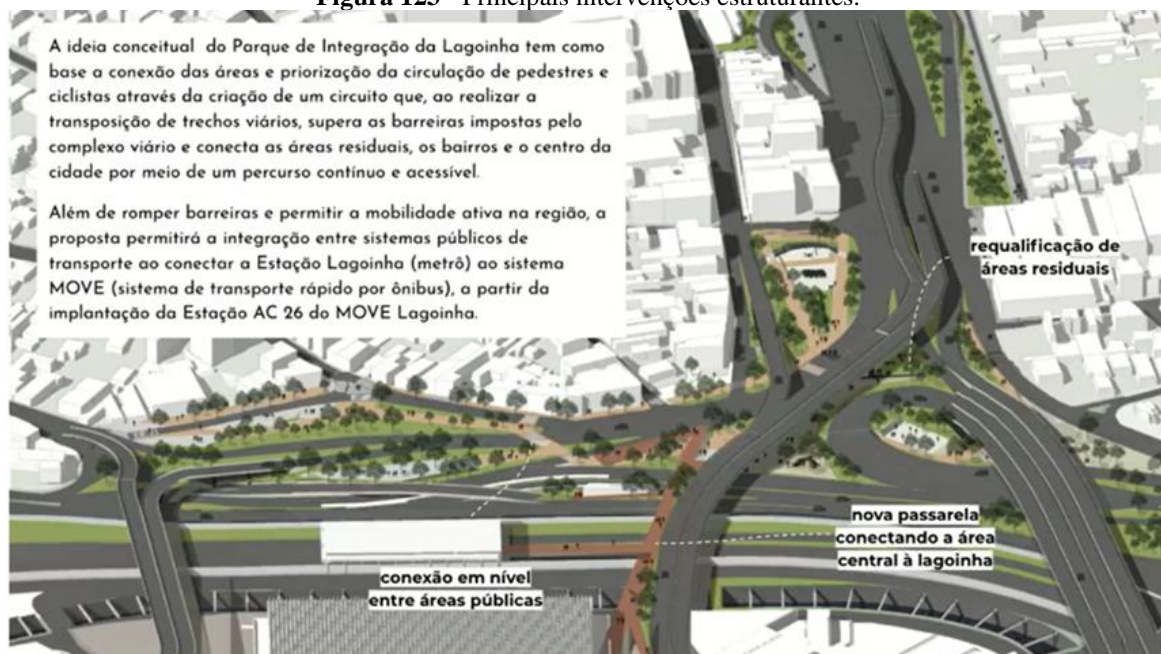 Figura 123 - Principais intervenções estruturantes.
A ideia conceitual do Parque de Integração da Lagoinha tem como
base a conexão das áreas e priorização da circulação de pedestres e
ciclistas através da criação de um circuito que, ao realizar a
transposição de trechos viários, supera as barreiras impostas pelo
complexo viário e conecta as áreas residuais, os bairros e o centro da
cidade por meio de um percurso contínuo e acessível.
Além de romper barreiras e permitir a mobilidade ativa na região, a
proposta permitirá a integração entre sistemas públicos de
transporte ao conectar a Estação Lagoinha (metrô) ao sistema
MOVE (sistema de transporte rápido por ônibus), a partir da
implantação da Estação AC 26 do MOVE Lagoinha.
requalificação de
áreas residuais
nova passarela
conectando a área
central à lagoinha
conexão em nível
entre áreas públicas